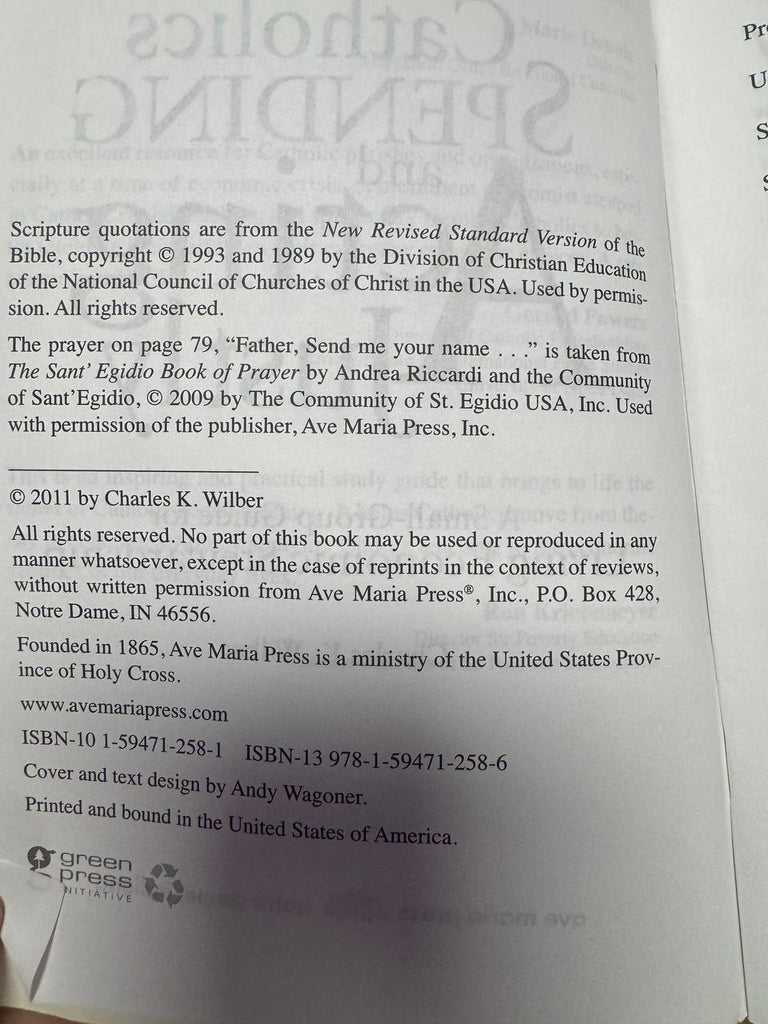 Scripture quotations are from the New Revised Standard Version of the
Bible, copyright © 1993 and 1989 by the Division of Christian Education
of the National Council of Churches of Christ in the USA. Used by permis-
sion. All rights reserved.
The prayer on page 79, “Father, Send me your name . . .” is taken from
The Sant’ Egidio Book of Prayer by Andrea Riccardi and the Community
of Sant’Egidio, © 2009 by The Community of St. Egidio USA, Inc. Used
with permission of the publisher, Ave Maria Press, Inc.
© 2011 by Charles K. Wilber
All rights reserved. No part of this book may be used or reproduced in any
manner whatsoever, except in the case of reprints in the context of reviews,
without written permission from Ave Maria Press®, Inc., P.O. Box 428,
Notre Dame, IN 46556.
Founded in 1865, Ave Maria Press is a ministry of the United States Prov-
ince of Holy Cross.
www.avemariapress.com
ISBN-10 1-59471-258-1 ISBN-13 978-1-59471-258-6
Cover and text design by Andy Wagoner.
Printed and bound in the United States of America.
green
press
INITIATIVE